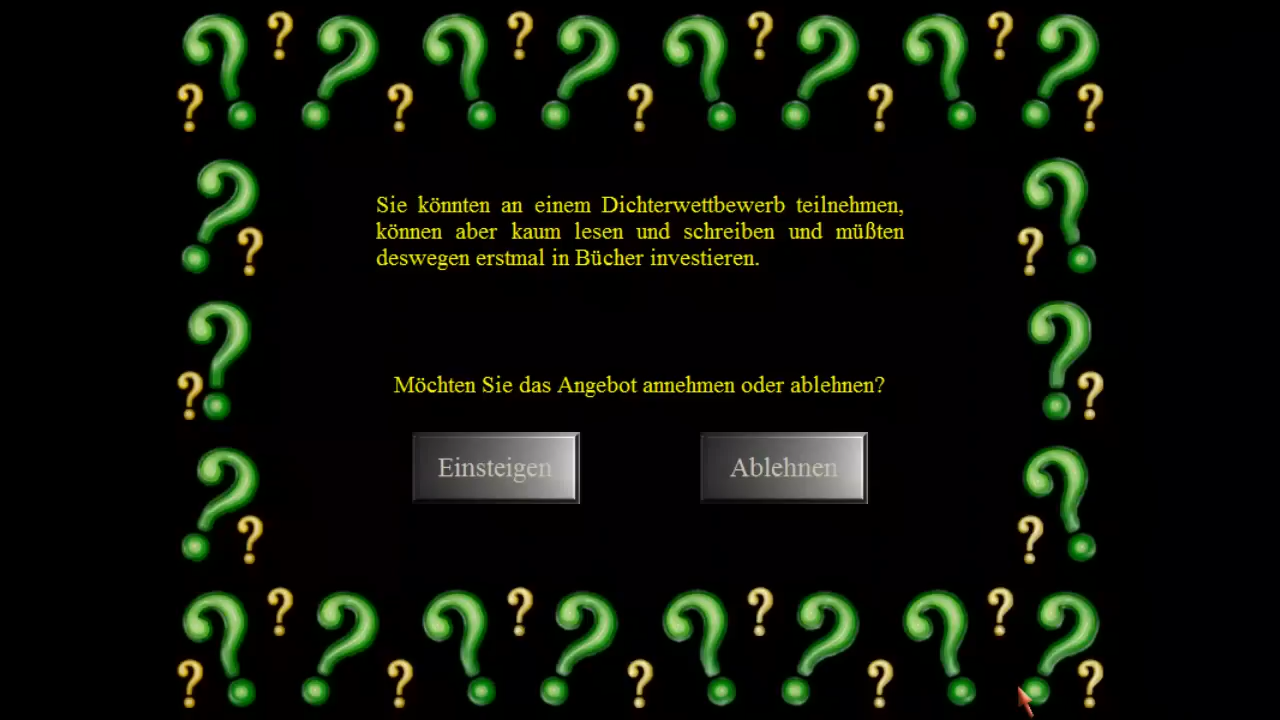 Sie könnten an einem Dichterwettbewerb teilnehmen,
können aber kaum lesen und schreiben und müßten
deswegen erstmal in Bücher investieren.
Möchten Sie das Angebot annehmen oder ablehnen?
Einsteigen
Ablehnen